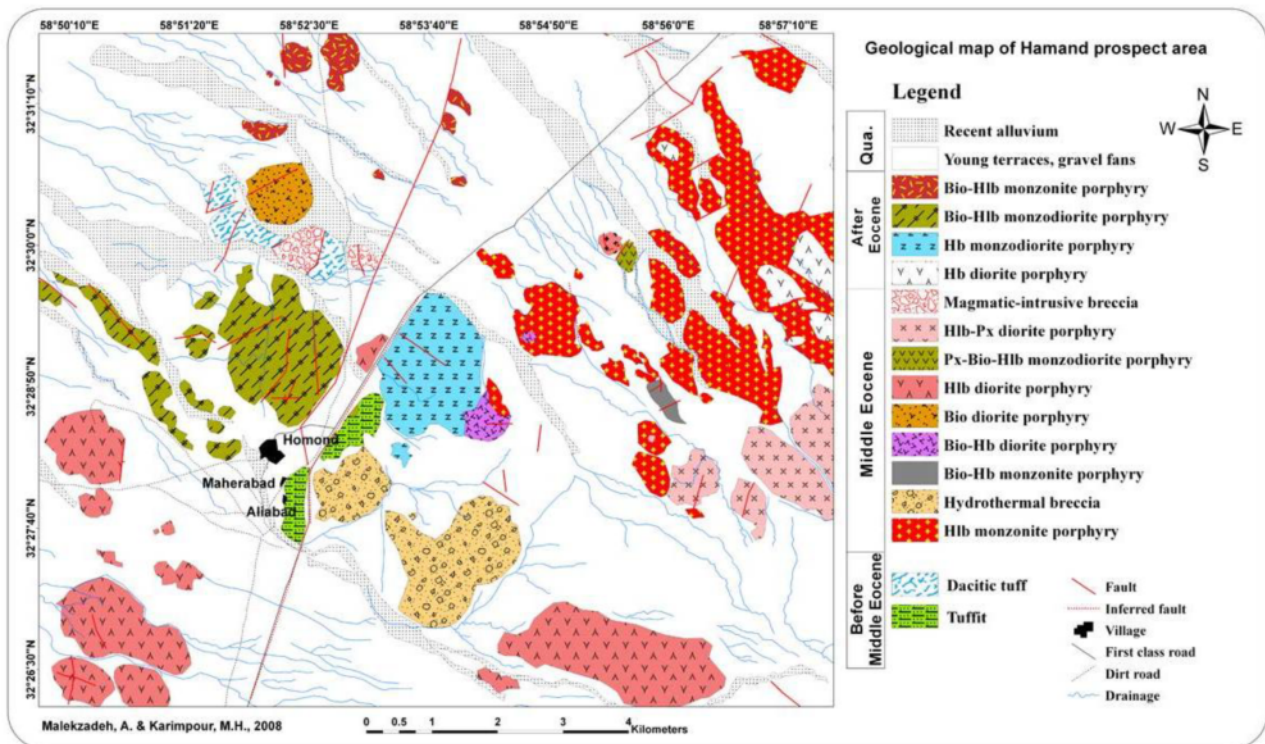 58°50'10"E 58°51'20"E 58°52'30"E 58°53'40"E 58°54'50"E 58°56'0"E 58°57'10"E
32°31'10"N
32°30'0"N
32°28'50"N
32°27'40"N
32°26'30"N
Homond
Maherabad
Aliabad
Malekzadeh, A. & Karimpour, M.H., 2008
0 0.5 1 2 3 4
Kilometers
Geological map of Hamand prospect area
Legend
N
W E
S
Qua.
After Eocene
Middle Eocene
Before Middle Eocene
Recent alluvium
Young terraces, gravel fans
Bio-Hlb monzonite porphyry
Bio-Hlb monzodiorite porphyry
Hb monzodiorite porphyry
Hb diorite porphyry
Magmatic-intrusive breccia
Hlb-Px diorite porphyry
Px-Bio-Hlb monzodiorite porphyry
Hlb diorite porphyry
Bio diorite porphyry
Bio-Hb diorite porphyry
Bio-Hb monzonite porphyry
Hydrothermal breccia
Hlb monzonite porphyry
Dacitic tuff
Tuffit
Fault
Inferred fault
Village
First class road
Dirt road
Drainage